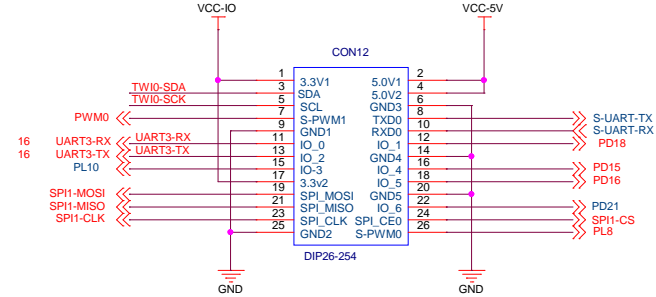 VCC-IO VCC-5V
CON12
1 3.3V1 5.0V1 2
TWI0-SDA 3 SDA 5.0V2 4
TWI0-SCK 5 SCL GND3 6
PWM0 7 S-PWM1 TXD0 8 S-UART-TX
9 GND1 RXD0 10 S-UART-RX
16 UART3-RX UART3-RX 11 IO_0 IO_1 12 PD18
16 UART3-TX UART3-TX 13 IO_2 GND4 14
PL10 15 IO-3 IO_4 16 PD15
17 3.3v2 IO_5 18 PD16
SPI1-MOSI 19 SPI_MOSI GND5 20
SPI1-MISO 21 SPI_MISO IO_6 22 PD21
SPI1-CLK 23 SPI_CLK SPI_CE0 24 SPI1-CS
25 GND2 S-PWM0 26 PL8
DIP26-254
GND GND